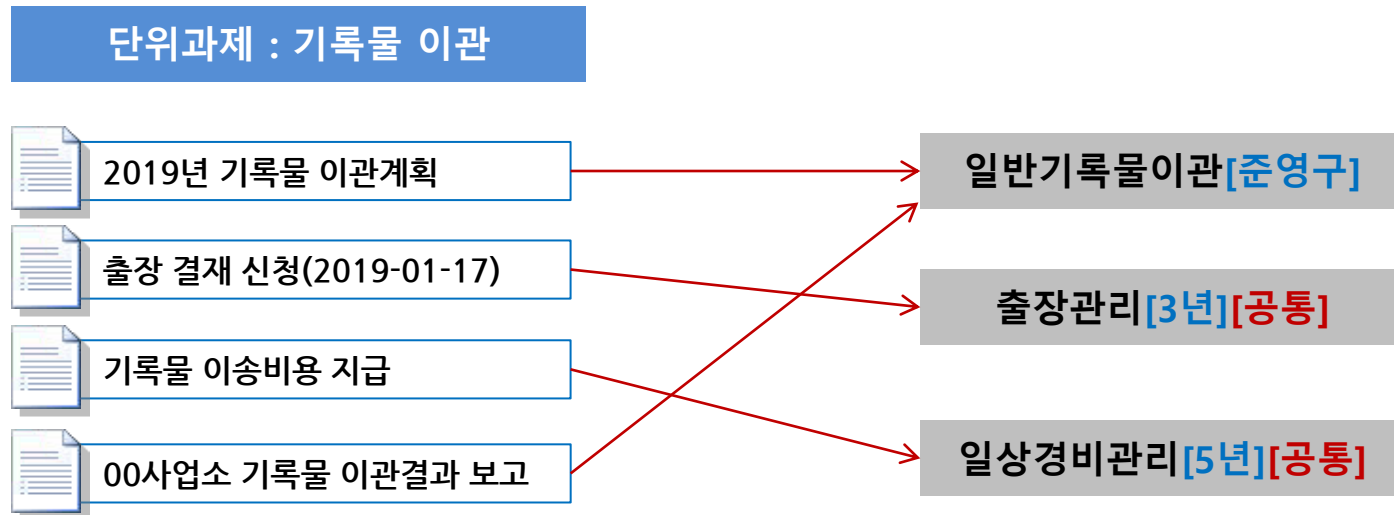 단위과제 : 기록물 이관
2019년 기록물 이관계획
일반기록물이관[준영구]
출장 결재 신청(2019-01-17)
출장관리[3년][공통]
기록물 이송비용 지급
일상경비관리[5년][공통]
00사업소 기록물 이관결과 보고